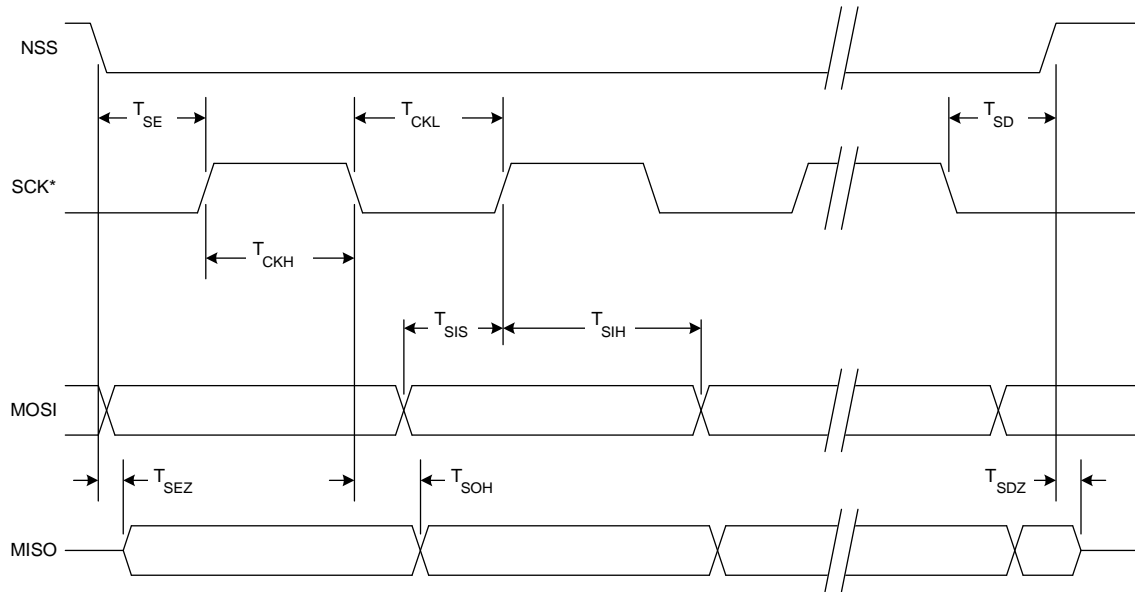 NSS
T_SE
T_CKL
T_SD
SCK*
T_CKH
T_SIS
T_SIH
MOSI
T_SEZ
T_SOH
T_SDZ
MISO